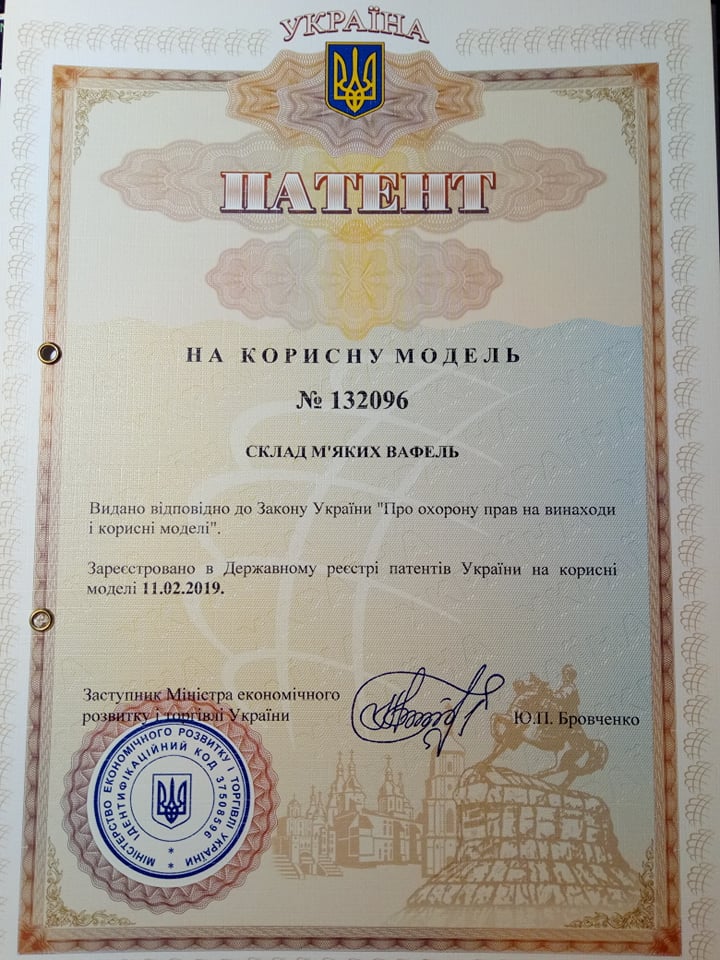 УКРАЇНА
ПАТЕНТ
НА КОРИСНУ МОДЕЛЬ
№ 132096
СКЛАД М'ЯКИХ ВАФЕЛЬ
Видано відповідно до Закону України "Про охорону прав на винаходи
і корисні моделі".
Зареєстровано в Державному реєстрі патентів України на корисні
моделі 11.02.2019.
Заступник Міністра економічного
розвитку і торгівлі України
Ю.П. Бровченко
МІНІСТЕРСТВО ЕКОНОМІЧНОГО РОЗВИТКУ І ТОРГІВЛІ УКРАЇНИ
ІДЕНТИФІКАЦІЙНИЙ КОД 37508596